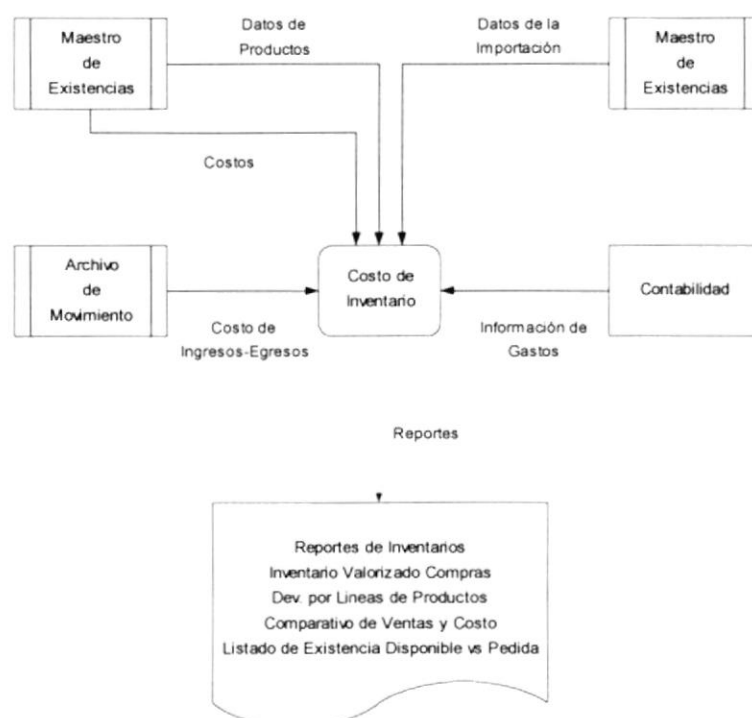 Maestro
de
Existencias
Datos de
Productos
Datos de la
Importación
Maestro
de
Existencias
Costos
Archivo
de
Movimiento
Costo de
Inventario
Contabilidad
Costo de
Ingresos-Egresos
Información de
Gastos
Reportes
Reportes de Inventarios
Inventario Valorizado Compras
Dev. por Lineas de Productos
Comparativo de Ventas y Costo
Listado de Existencia Disponible vs Pedida